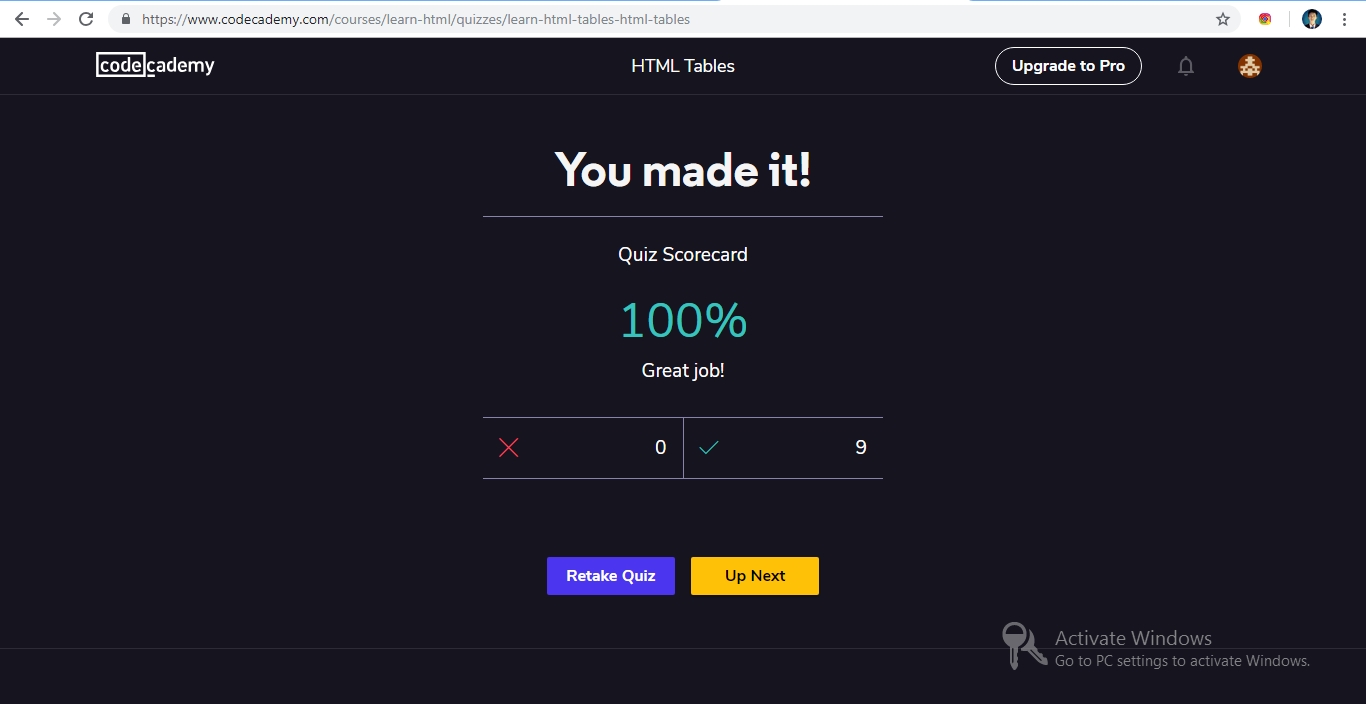 https://www.codecademy.com/courses/learn-html/quizzes/learn-html-tables-html-tables
codecademy
HTML Tables
Upgrade to Pro
You made it!
Quiz Scorecard
100%
Great job!
0
9
Retake Quiz
Up Next
Activate Windows
Go to PC settings to activate Windows.